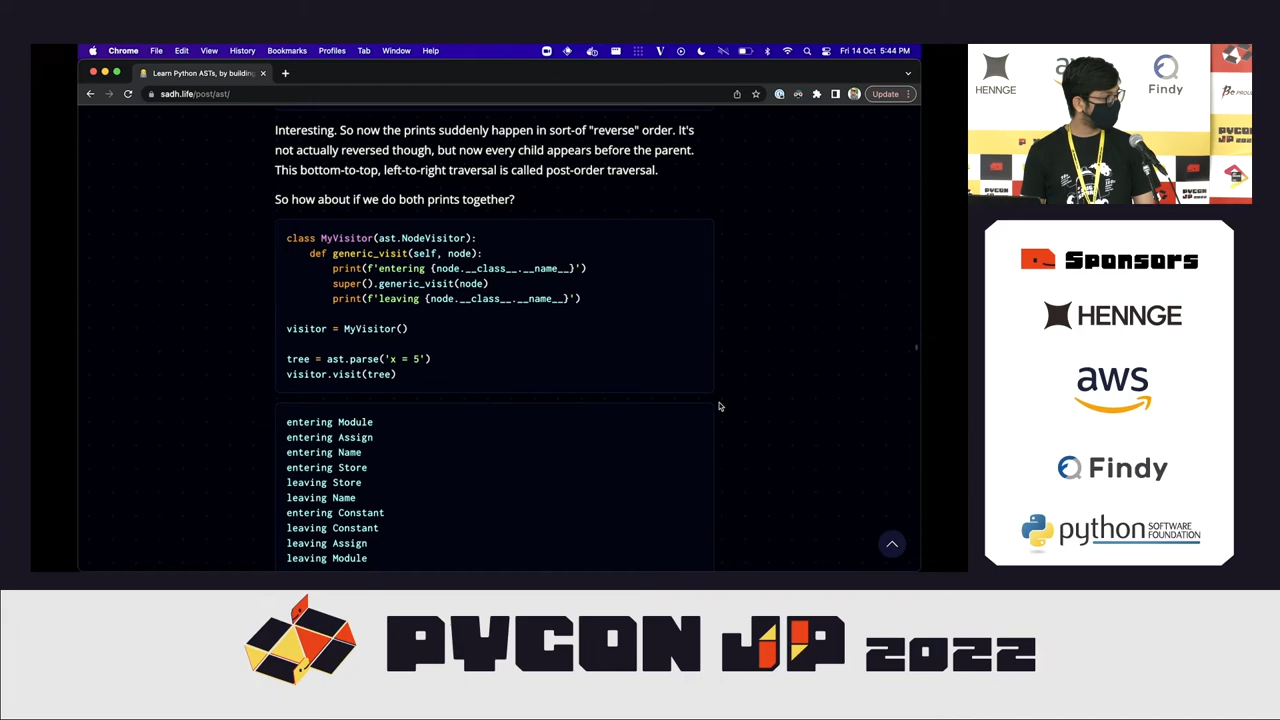 Chrome File Edit View History Bookmarks Profiles Tab Window Help
Fri 14 Oct 5:44 PM
Learn Python ASTs, by building
sadh.life/post/ast/
Update
Interesting. So now the prints suddenly happen in sort-of "reverse" order. It's
not actually reversed though, but now every child appears before the parent.
This bottom-to-top, left-to-right traversal is called post-order traversal.
So how about if we do both prints together?
class MyVisitor(ast.NodeVisitor):
    def generic_visit(self, node):
        print(f'entering {node.__class__.__name__}')
        super().generic_visit(node)
        print(f'leaving {node.__class__.__name__}')
visitor = MyVisitor()
tree = ast.parse('x = 5')
visitor.visit(tree)
entering Module
entering Assign
entering Name
entering Store
leaving Store
leaving Name
entering Constant
leaving Constant
leaving Assign
leaving Module
HENNGE
Findy
Sponsors
HENNGE
aws
Findy
python SOFTWARE FOUNDATION
PYCON JP 2022